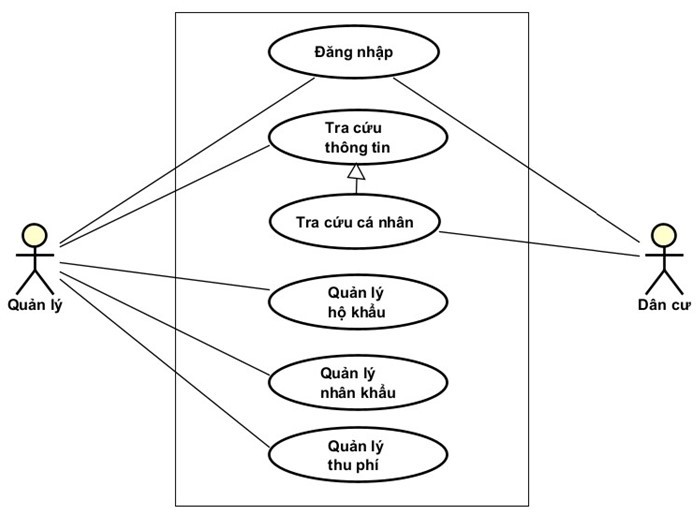 Đăng nhập
Tra cứu
thông tin
Tra cứu cá nhân
Quản lý
hộ khẩu
Quản lý
nhân khẩu
Quản lý
thu phí
Quản lý
Dân cư